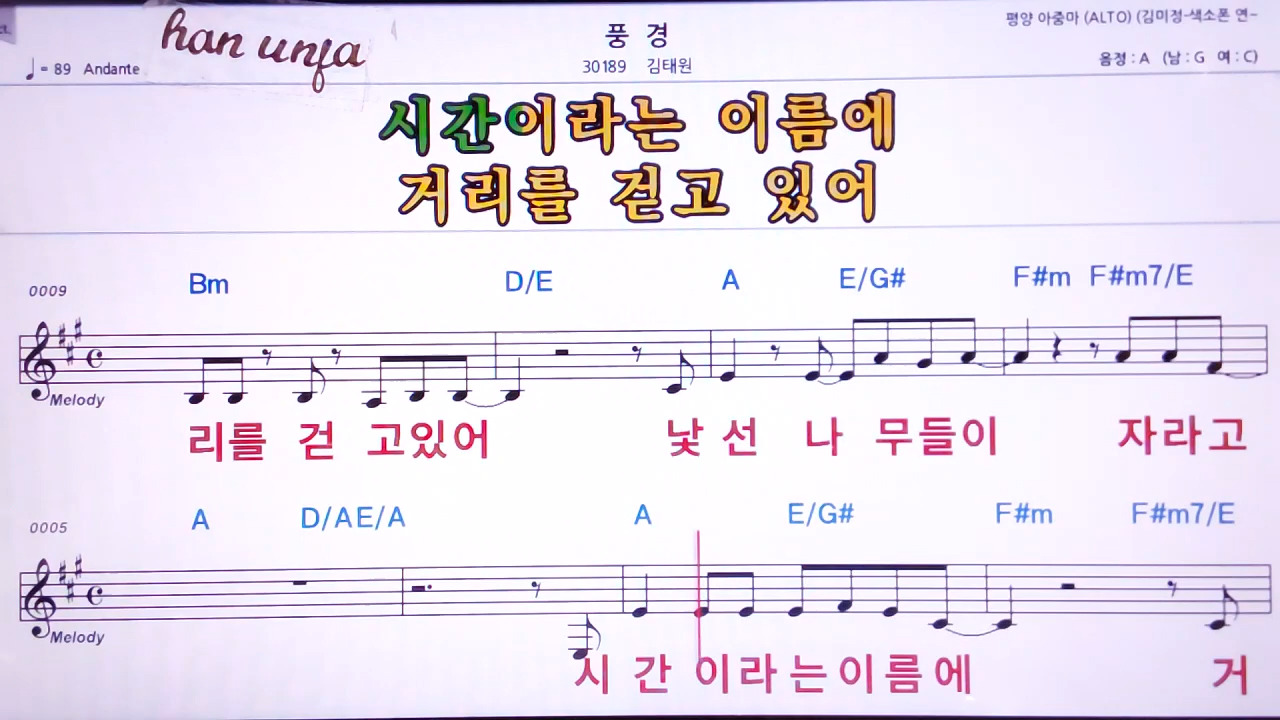 ct.
han unfa
풍 경
평양 아줌마 (ALTO) (김미정-색소폰 연-
♩= 89 Andante
30189 김태원
음정 : A (남 : G 여 : C)
시간이라는 이름에
거리를 걷고 있어
0009 Bm D/E A E/G# F#m F#m7/E
Melody
리를 걷 고있어 낯 선 나 무들이 자라고
0005 A D/A E/A A E/G# F#m F#m7/E
Melody
시 간 이라 는이름에 거